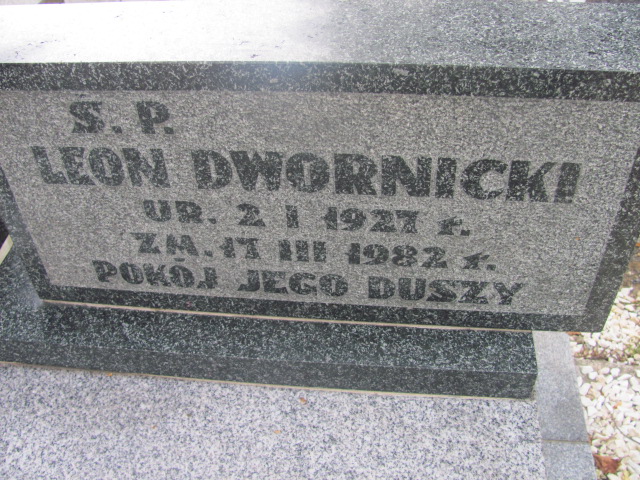 Ś. P.
LEON DWORNICKI
UR. 2 I 1927 r.
ZM. 17 III 1982 r.
POKÓJ JEGO DUSZY